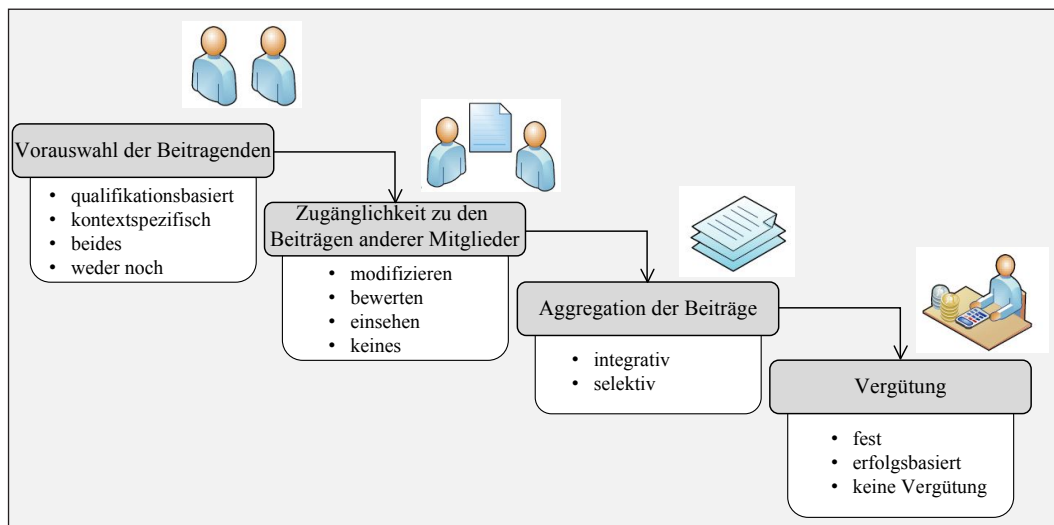 Vorauswahl der Beitragenden
• qualifikationsbasiert
• kontextspezifisch
• beides
• weder noch
Zugänglichkeit zu den
Beiträgen anderer Mitglieder
• modifizieren
• bewerten
• einsehen
• keines
Aggregation der Beiträge
• integrativ
• selektiv
Vergütung
• fest
• erfolgsbasiert
• keine Vergütung